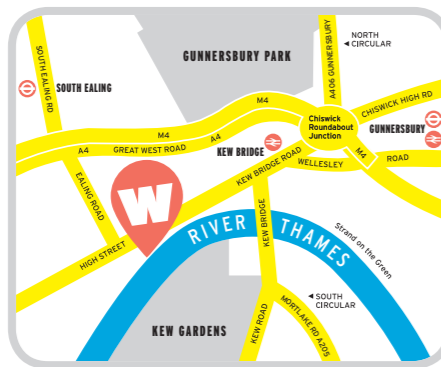 SOUTH EALING RD
SOUTH EALING
GUNNERSBURY PARK
NORTH
CIRCULAR
A406 GUNNERSBURY
CHISWICK HIGH RD
GUNNERSBURY
Chiswick
Roundabout
Junction
M4
M4
A4
A4
GREAT WEST ROAD
M4
KEW BRIDGE
KEW BRIDGE ROAD
WELLESLEY
ROAD
EALING ROAD
HIGH STREET
W
RIVER THAMES
KEW BRIDGE
Strand on the Green
SOUTH
CIRCULAR
KEW GARDENS
KEW ROAD
MORTLAKE RD A205